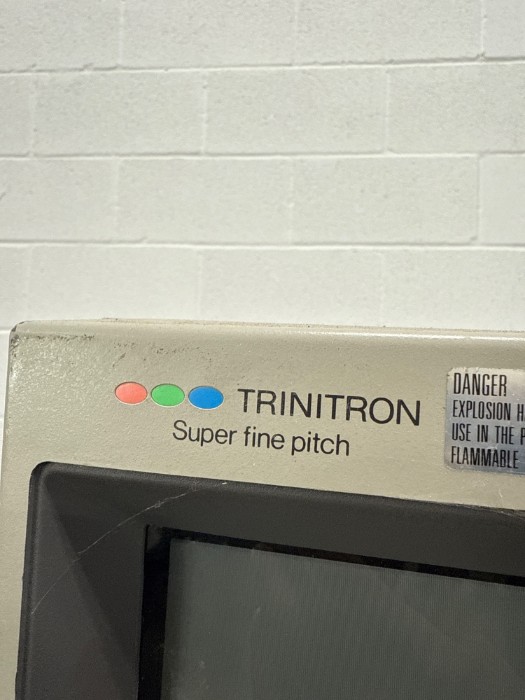 TRINITRON
Super fine pitch
DANGER
EXPLOSION
USE IN THE
FLAMMABLE